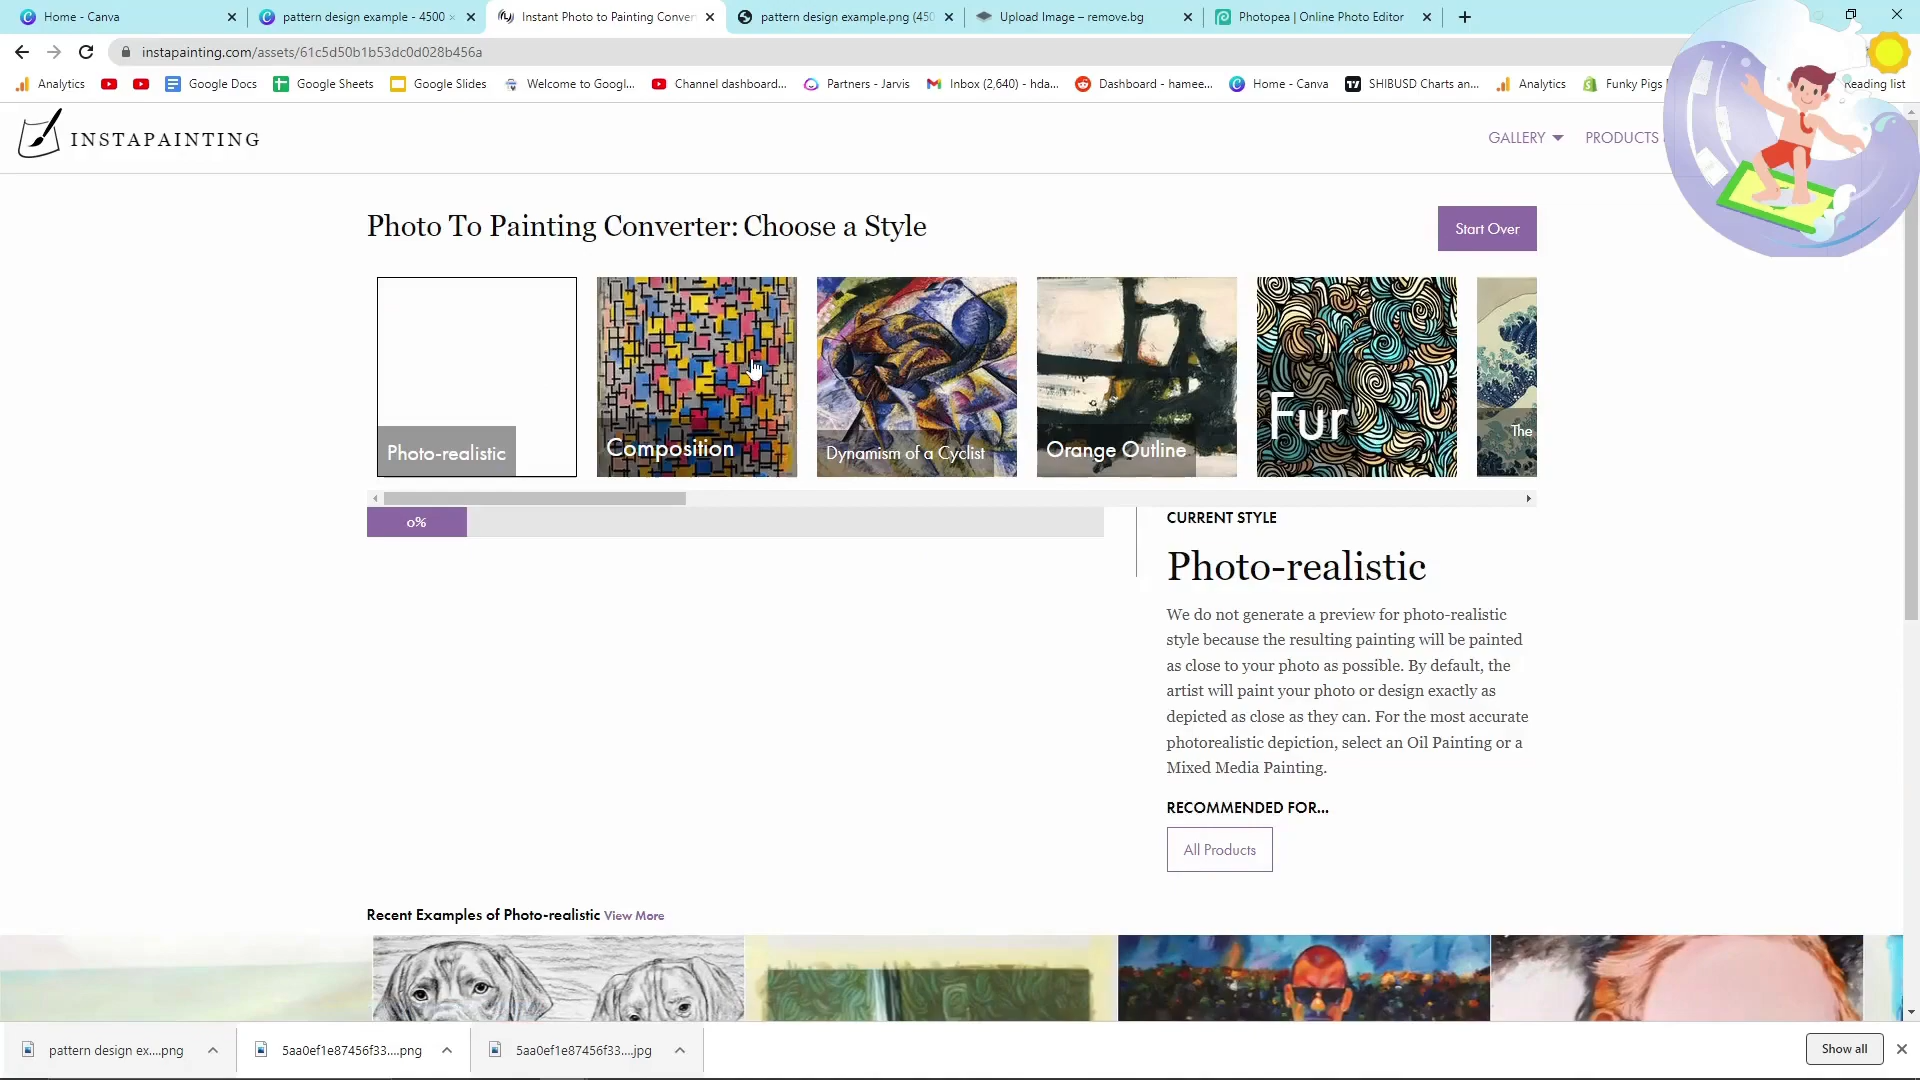 Home - Canva
pattern design example - 4500 ×
Instant Photo to Painting Conver
pattern design example.png (450
Upload Image – remove.bg
Photopea | Online Photo Editor
instapainting.com/assets/61c5d50b1b53dc0d028b456a
Analytics
Google Docs
Google Sheets
Google Slides
Welcome to Googl...
Channel dashboard...
Partners - Jarvis
Inbox (2,640) - hda...
Dashboard - hamee...
Home - Canva
SHIBUSD Charts an...
Analytics
Funky Pigs
Reading list
INSTAPAINTING
GALLERY
PRODUCTS
Photo To Painting Converter: Choose a Style
Start Over
Photo-realistic
Composition
Dynamism of a Cyclist
Orange Outline
Fur
The
0%
CURRENT STYLE
Photo-realistic
We do not generate a preview for photo-realistic
style because the resulting painting will be painted
as close to your photo as possible. By default, the
artist will paint your photo or design exactly as
depicted as close as they can. For the most accurate
photorealistic depiction, select an Oil Painting or a
Mixed Media Painting.
RECOMMENDED FOR...
All Products
Recent Examples of Photo-realistic View More
pattern design ex....png
5aa0ef1e87456f33....png
5aa0ef1e87456f33....jpg
Show all